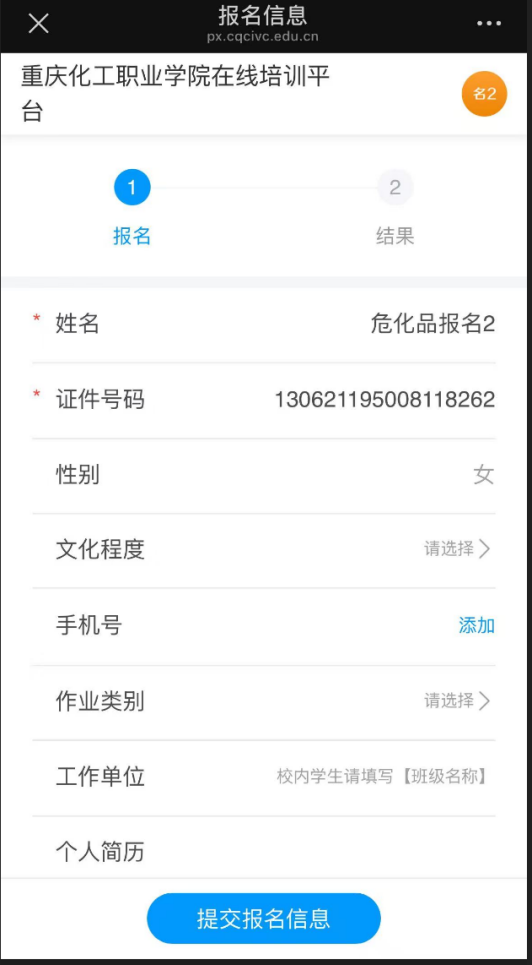 报名信息
px.cqcivc.edu.cn
重庆化工职业学院在线培训平
台
名2
1
2
报名
结果
* 姓名 危化品报名2
* 证件号码 130621195008118262
性别 女
文化程度 请选择
手机号 添加
作业类别 请选择
工作单位 校内学生请填写【班级名称】
个人简历
提交报名信息